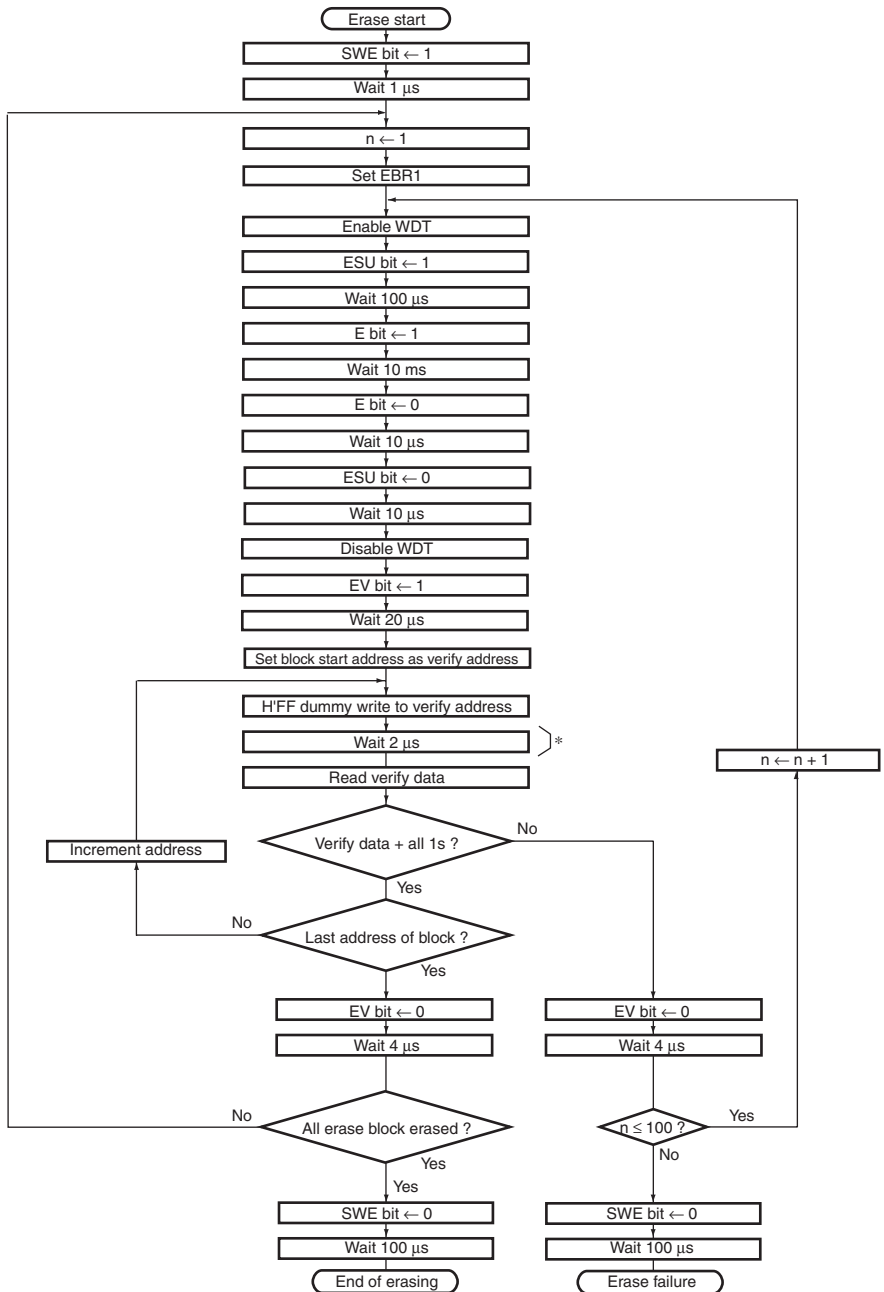 Erase start
SWE bit ← 1
Wait 1 μs
n ← 1
Set EBR1
Enable WDT
ESU bit ← 1
Wait 100 μs
E bit ← 1
Wait 10 ms
E bit ← 0
Wait 10 μs
ESU bit ← 0
Wait 10 μs
Disable WDT
EV bit ← 1
Wait 20 μs
Set block start address as verify address
H'FF dummy write to verify address
Wait 2 μs
*
n ← n + 1
Read verify data
Verify data + all 1s ?
No
Increment address
Yes
No
Last address of block ?
Yes
EV bit ← 0
EV bit ← 0
Wait 4 μs
Wait 4 μs
No
All erase block erased ?
n ≤ 100 ?
Yes
Yes
No
Yes
SWE bit ← 0
SWE bit ← 0
Wait 100 μs
Wait 100 μs
End of erasing
Erase failure